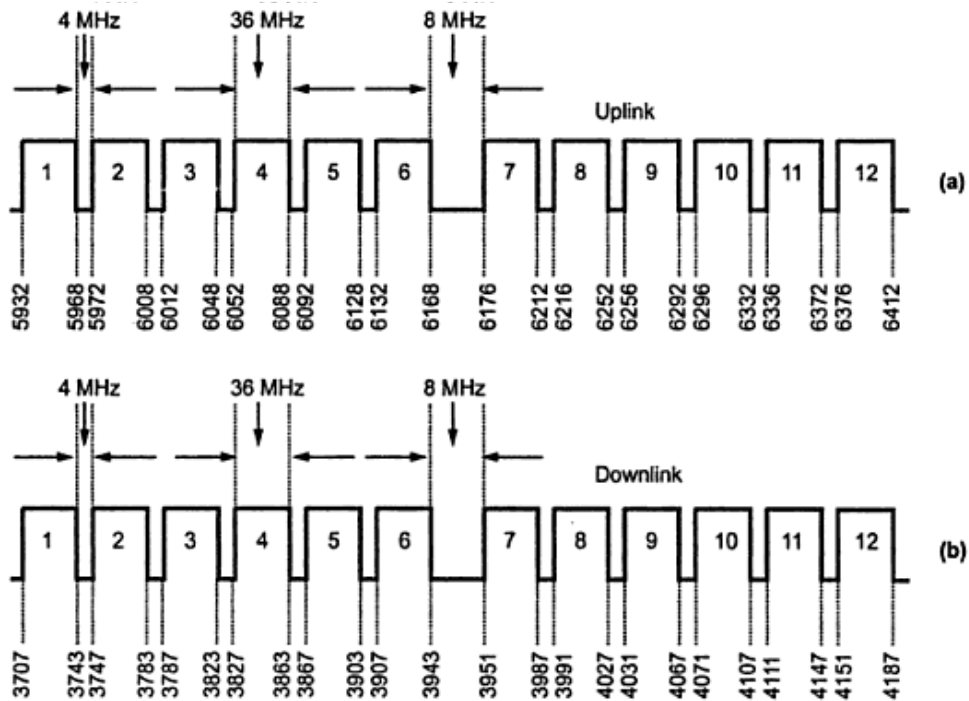 4 MHz 36 MHz 8 MHz
Uplink
1 2 3 4 5 6 7 8 9 10 11 12
(a)
5932 5968 5972 6008 6012 6048 6052 6088 6092 6128 6132 6168 6176 6212 6216 6252 6256 6292 6296 6332 6336 6372 6376 6412
4 MHz 36 MHz 8 MHz
Downlink
1 2 3 4 5 6 7 8 9 10 11 12
(b)
3707 3743 3747 3783 3787 3823 3827 3863 3867 3903 3907 3943 3951 3987 3991 4027 4031 4067 4071 4107 4111 4147 4151 4187